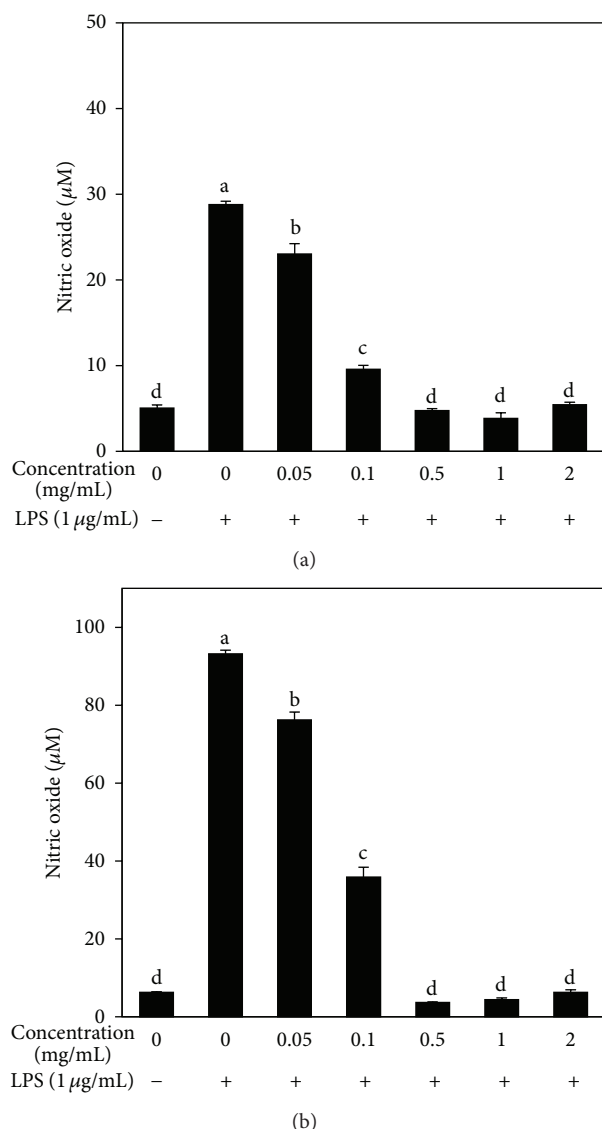 50
40
30
20
10
0
Nitric oxide (μM)
d
a
b
c
d
d
d
Concentration (mg/mL) 0 0 0.05 0.1 0.5 1 2
LPS (1 μg/mL) − + + + + + +
(a)
100
80
60
40
20
0
Nitric oxide (μM)
d
a
b
c
d
d
d
Concentration (mg/mL) 0 0 0.05 0.1 0.5 1 2
LPS (1 μg/mL) − + + + + + +
(b)